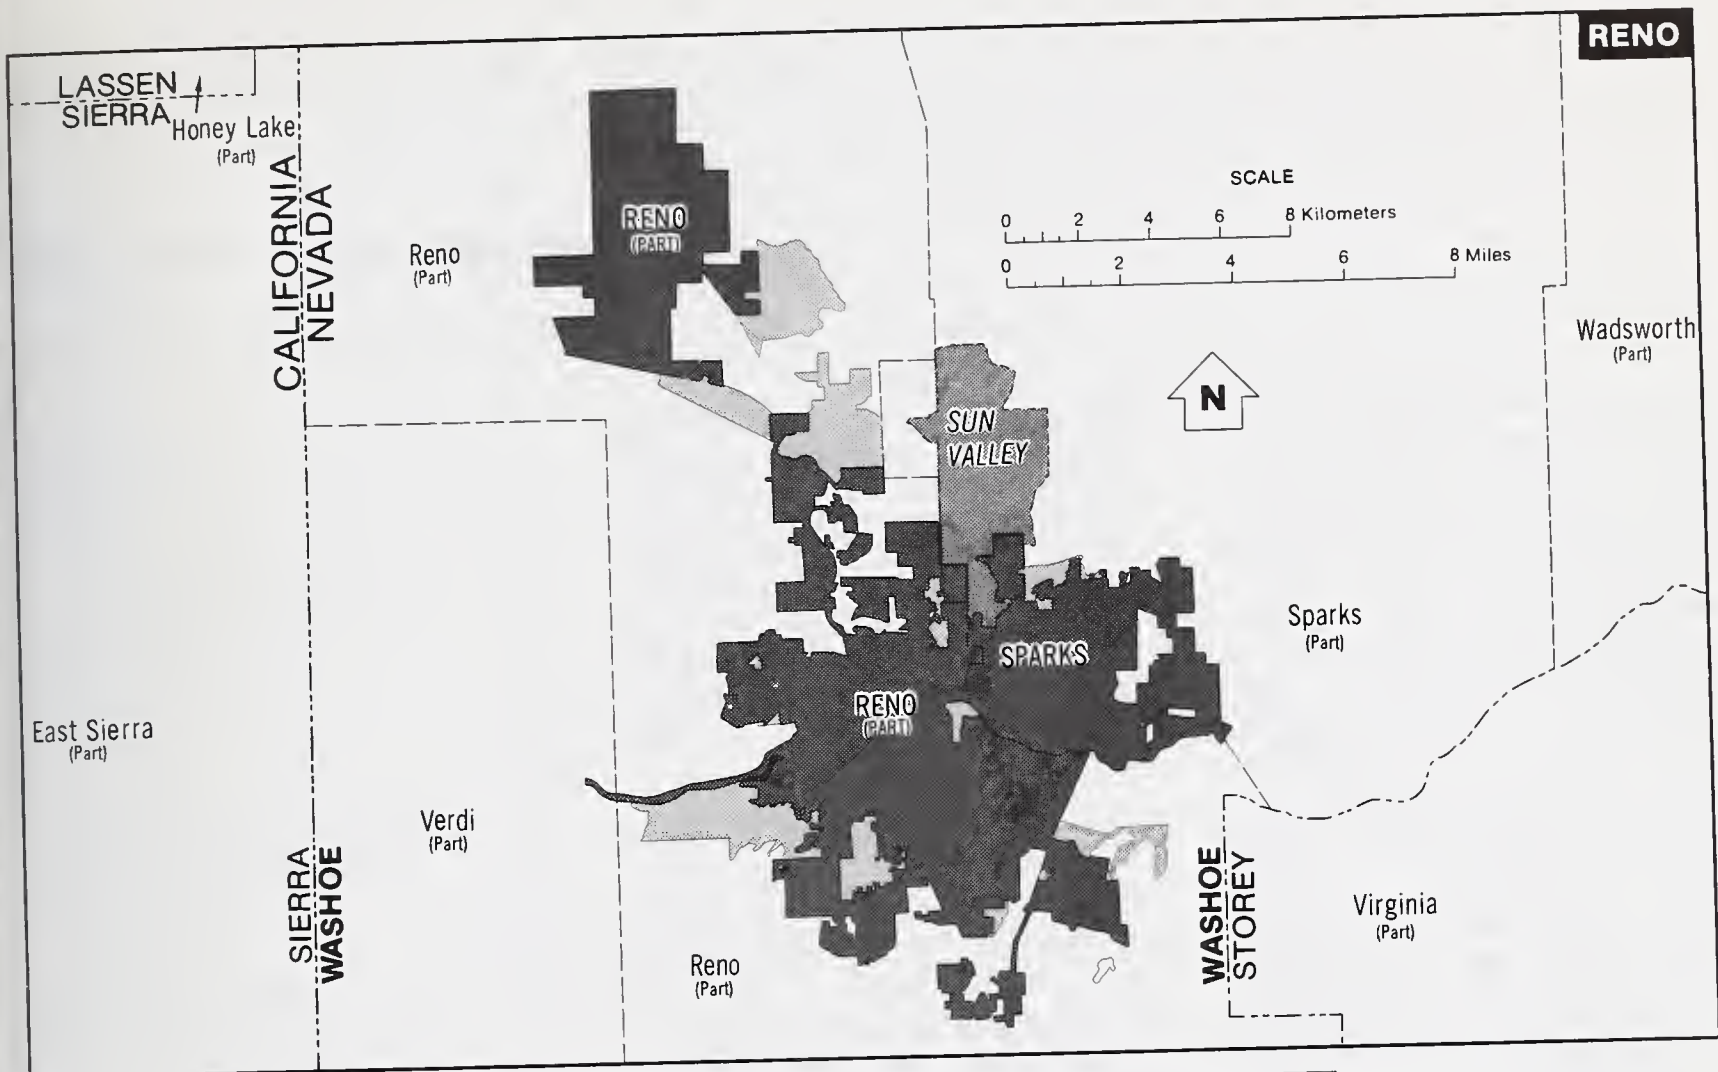 RENO
LASSEN
SIERRA
Honey Lake
(Part)
CALIFORNIA
NEVADA
Reno
(Part)
RENO
(PART)
SCALE
0 2 4 6 8 Kilometers
0 2 4 6 8 Miles
Wadsworth
(Part)
N
SUN
VALLEY
Sparks
(Part)
SPARKS
RENO
(PART)
East Sierra
(Part)
Verdi
(Part)
SIERRA
WASHOE
WASHOE
STOREY
Virginia
(Part)
Reno
(Part)